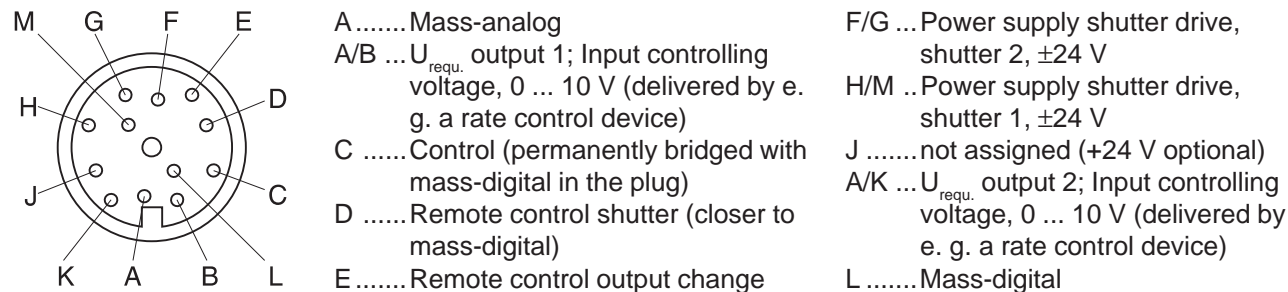 M G F E
H D
J C
K A B L
A ....... Mass-analog
A/B ... U requ. output 1; Input controlling
voltage, 0 ... 10 V (delivered by e.
g. a rate control device)
C ...... Control (permanently bridged with
mass-digital in the plug)
D ...... Remote control shutter (closer to
mass-digital)
E ....... Remote control output change
F/G ... Power supply shutter drive,
shutter 2, ±24 V
H/M .. Power supply shutter drive,
shutter 1, ±24 V
J ....... not assigned (+24 V optional)
A/K ... U requ. output 2; Input controlling
voltage, 0 ... 10 V (delivered by
e. g. a rate control device)
L ....... Mass-digital